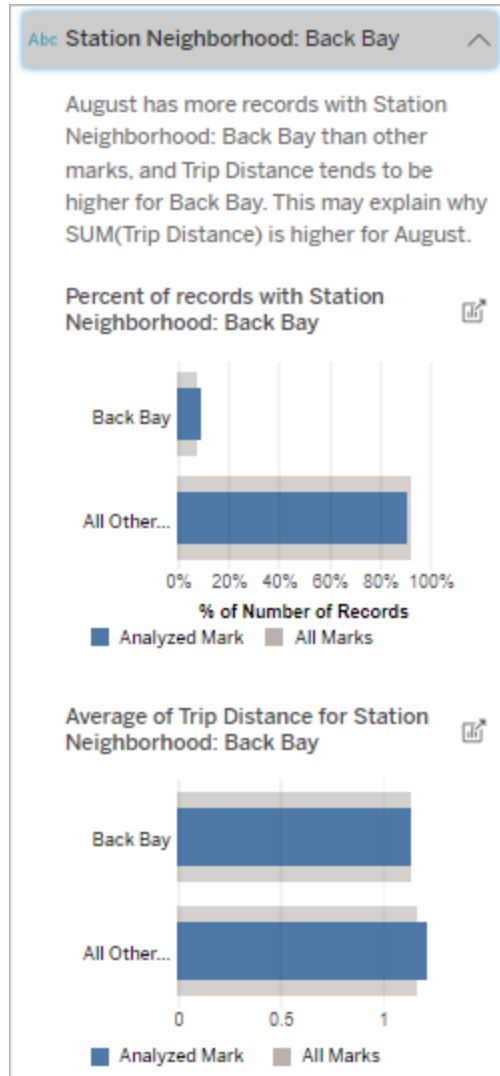 Abc Station Neighborhood: Back Bay
August has more records with Station
Neighborhood: Back Bay than other
marks, and Trip Distance tends to be
higher for Back Bay. This may explain why
SUM(Trip Distance) is higher for August.
Percent of records with Station
Neighborhood: Back Bay
Back Bay
All Other...
0% 20% 40% 60% 80% 100%
% of Number of Records
Analyzed Mark All Marks
Average of Trip Distance for Station
Neighborhood: Back Bay
Back Bay
All Other...
0 0.5 1
Analyzed Mark All Marks